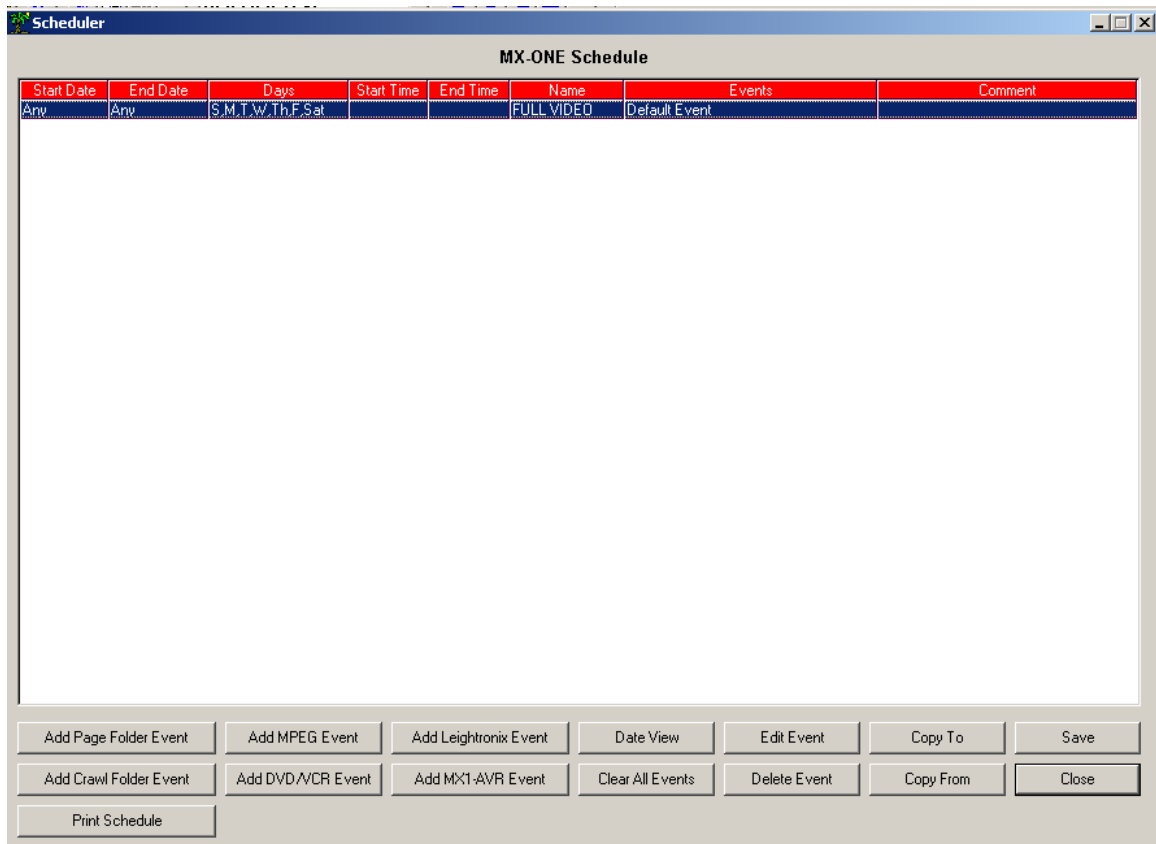 Scheduler
MX-ONE Schedule
Start Date End Date Days Start Time End Time Name Events Comment
Any Any S,M,T,W,Th,F,Sat FULL VIDEO Default Event
Add Page Folder Event Add MPEG Event Add Leightronix Event Date View Edit Event Copy To Save
Add Crawl Folder Event Add DVD/VCR Event Add MX1-AVR Event Clear All Events Delete Event Copy From Close
Print Schedule